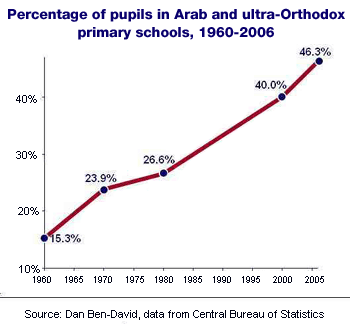 Percentage of pupils in Arab and ultra-Orthodox
primary schools, 1960-2006
46.3%
40.0%
40%
30%
26.6%
23.9%
20%
15.3%
10%
1960 1965 1970 1975 1980 1985 1990 1995 2000 2005
Source: Dan Ben-David, data from Central Bureau of Statistics